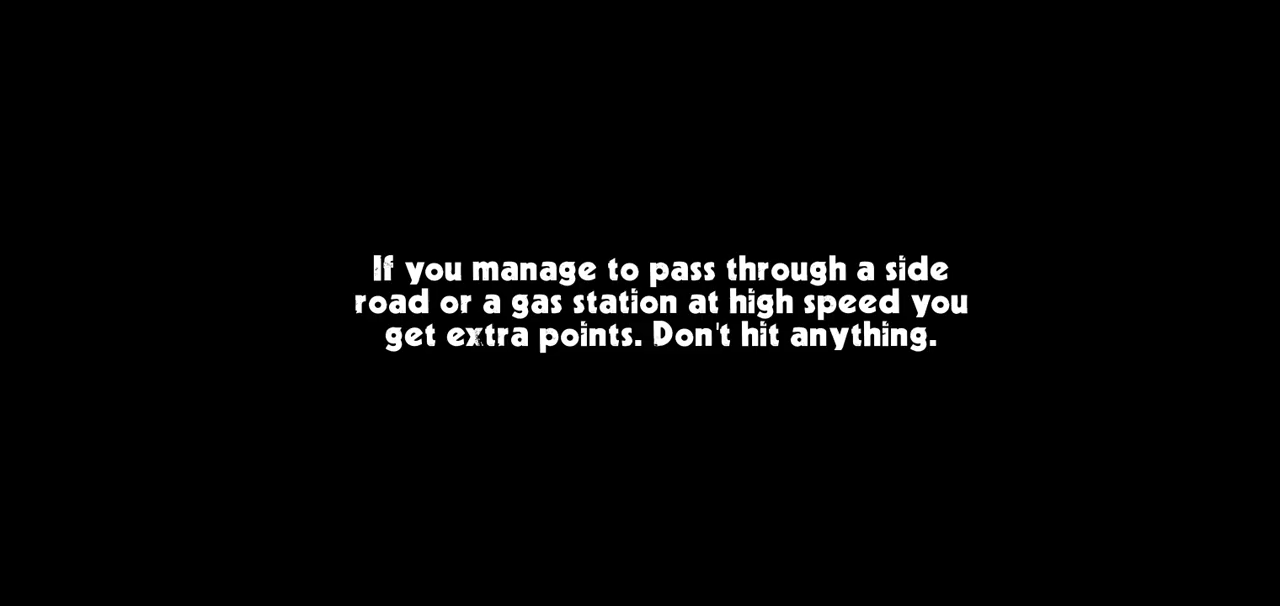 If you manage to pass through a side
road or a gas station at high speed you
get extra points. Don't hit anything.